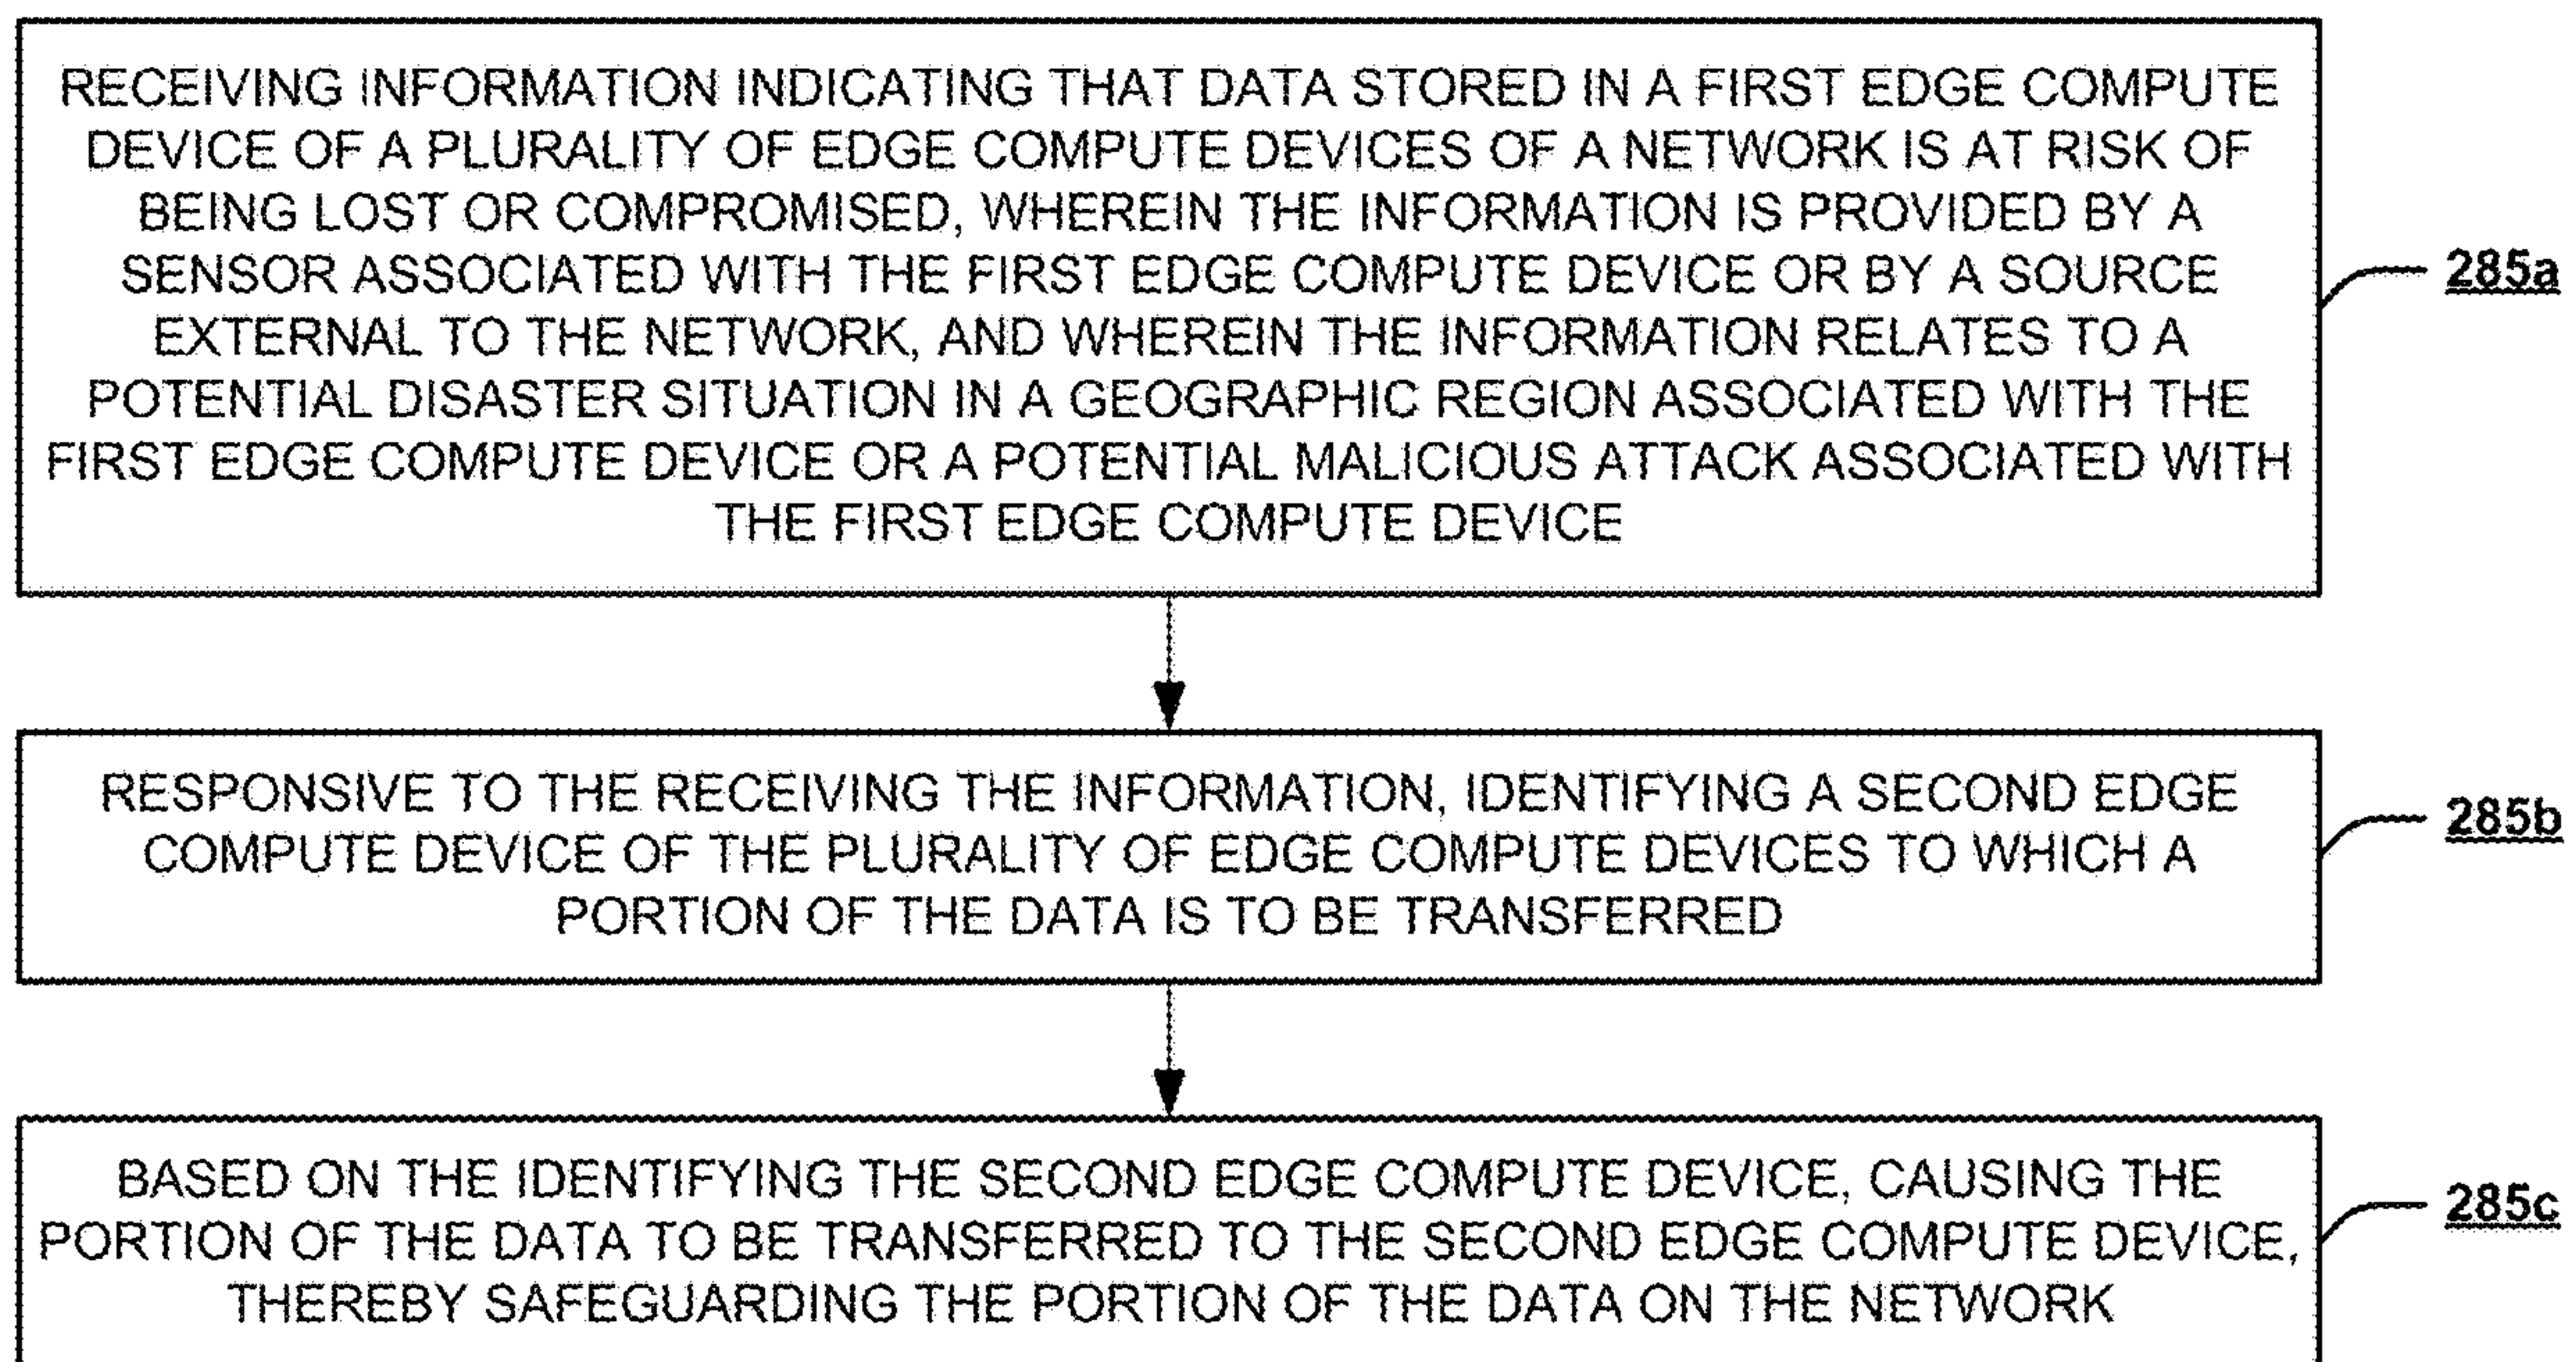 RECEIVING INFORMATION INDICATING THAT DATA STORED IN A FIRST EDGE COMPUTE
DEVICE OF A PLURALITY OF EDGE COMPUTE DEVICES OF A NETWORK IS AT RISK OF
BEING LOST OR COMPROMISED, WHEREIN THE INFORMATION IS PROVIDED BY A
SENSOR ASSOCIATED WITH THE FIRST EDGE COMPUTE DEVICE OR BY A SOURCE
EXTERNAL TO THE NETWORK, AND WHEREIN THE INFORMATION RELATES TO A
POTENTIAL DISASTER SITUATION IN A GEOGRAPHIC REGION ASSOCIATED WITH THE
FIRST EDGE COMPUTE DEVICE OR A POTENTIAL MALICIOUS ATTACK ASSOCIATED WITH
THE FIRST EDGE COMPUTE DEVICE
285a
RESPONSIVE TO THE RECEIVING THE INFORMATION, IDENTIFYING A SECOND EDGE
COMPUTE DEVICE OF THE PLURALITY OF EDGE COMPUTE DEVICES TO WHICH A
PORTION OF THE DATA IS TO BE TRANSFERRED
285b
BASED ON THE IDENTIFYING THE SECOND EDGE COMPUTE DEVICE, CAUSING THE
PORTION OF THE DATA TO BE TRANSFERRED TO THE SECOND EDGE COMPUTE DEVICE,
THEREBY SAFEGUARDING THE PORTION OF THE DATA ON THE NETWORK
285c